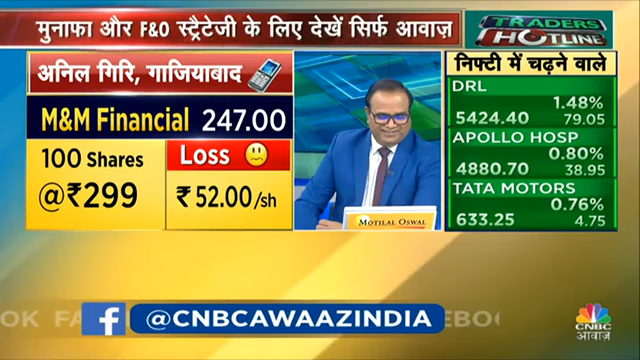 मुनाफा और F&O स्ट्रैटेजी के लिए देखें सिर्फ आवाज़
TRADERS HOTLINE
अनिल गिरि, गाजियाबाद
M&M Financial 247.00
100 Shares
@₹299
Loss
₹ 52.00/sh
MOTILAL OSWAL
निफ्टी में चढ़ने वाले
DRL
1.48%
5424.40 79.05
APOLLO HOSP
0.80%
4880.70 38.95
TATA MOTORS
0.76%
633.25 4.75
f @CNBCAWAAZINDIA
CNBC
आवाज़